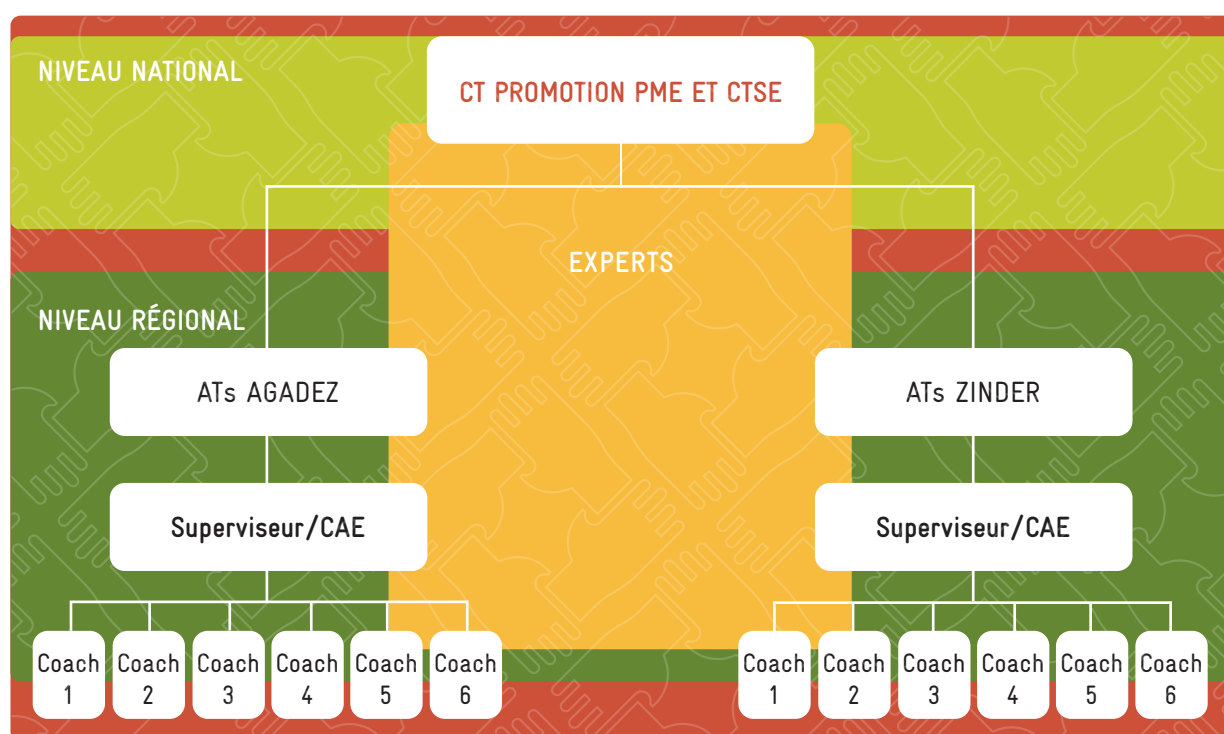 NIVEAU NATIONAL
CT PROMOTION PME ET CTSE
EXPERTS
NIVEAU RÉGIONAL
ATs AGADEZ
ATs ZINDER
Superviseur/CAE
Superviseur/CAE
Coach
1
Coach
2
Coach
3
Coach
4
Coach
5
Coach
6
Coach
1
Coach
2
Coach
3
Coach
4
Coach
5
Coach
6